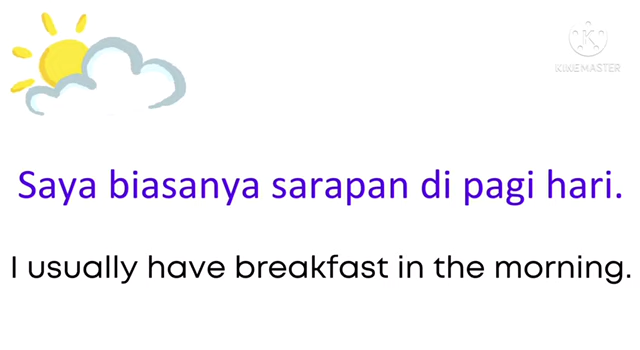 KINEMASTER
Saya biasanya sarapan di pagi hari.
I usually have breakfast in the morning.